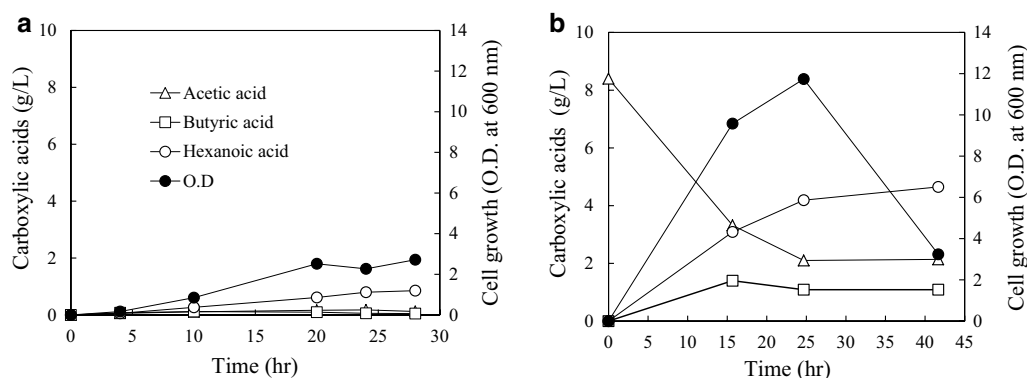 a
10
8
6
4
2
0
Carboxylic acids (g/L)
Acetic acid
Butyric acid
Hexanoic acid
O.D
14
12
10
8
6
4
2
0
Cell growth (O.D. at 600 nm)
0 5 10 15 20 25 30
Time (hr)
b
10
8
6
4
2
0
Carboxylic acids (g/L)
14
12
10
8
6
4
2
0
Cell growth (O.D. at 600 nm)
0 5 10 15 20 25 30 35 40 45
Time (hr)